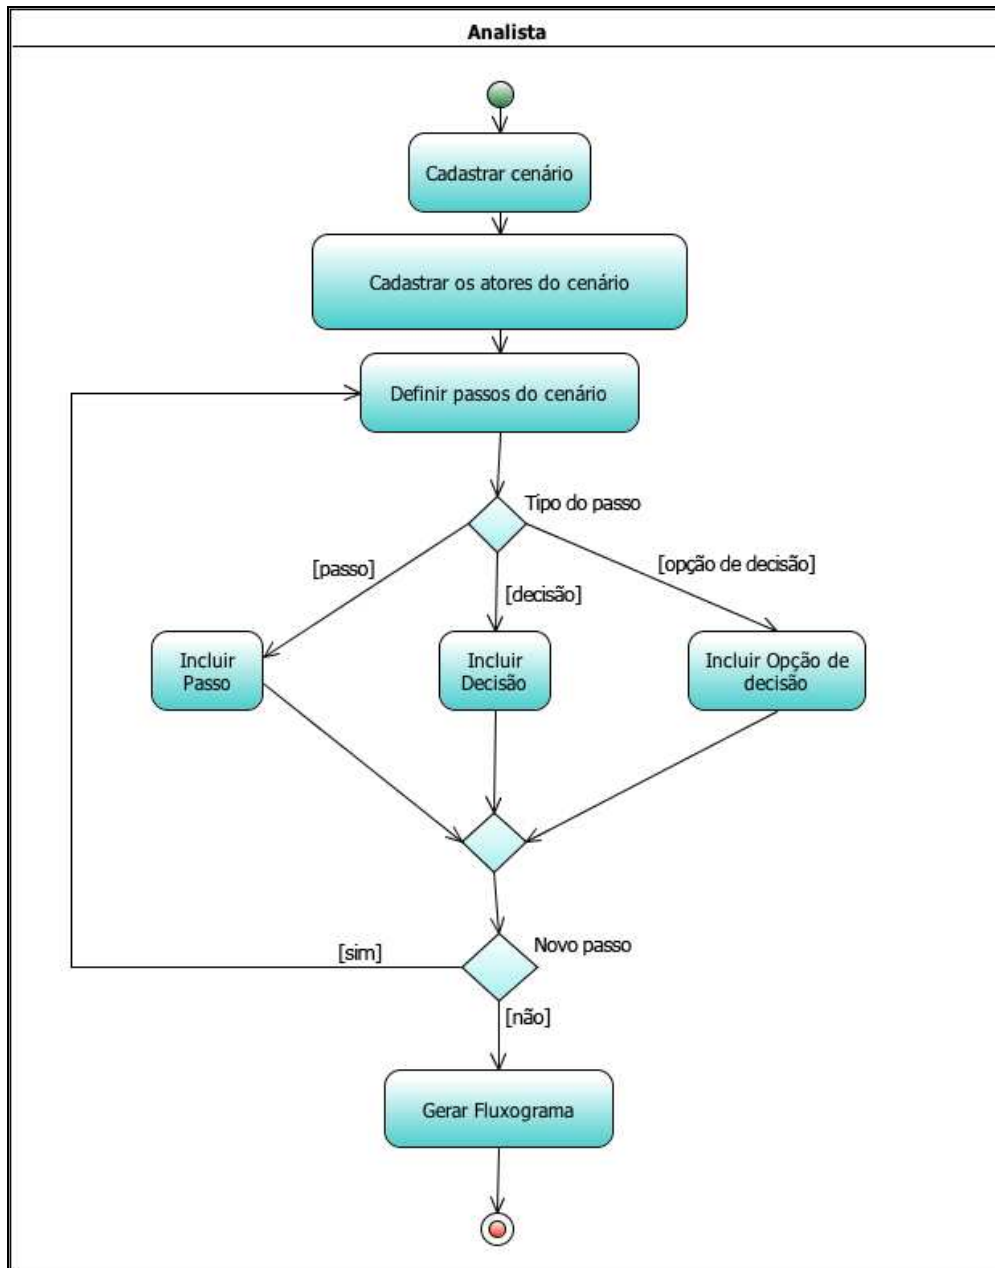 Analista
Cadastrar cenário
Cadastrar os atores do cenário
Definir passos do cenário
Tipo do passo
[passo]
[decisão]
[opção de decisão]
Incluir
Passo
Incluir
Decisão
Incluir Opção de
decisão
Novo passo
[sim]
[não]
Gerar Fluxograma